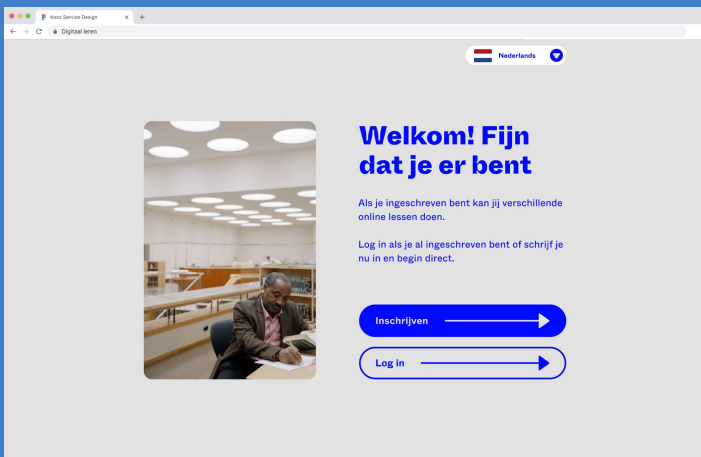 Koos Service Design
Digitaal leren
Nederlands
Welkom! Fijn
dat je er bent
Als je ingeschreven bent kan jij verschillende
online lessen doen.
Log in als je al ingeschreven bent of schrijf je
nu in en begin direct.
Inschrijven
Log in